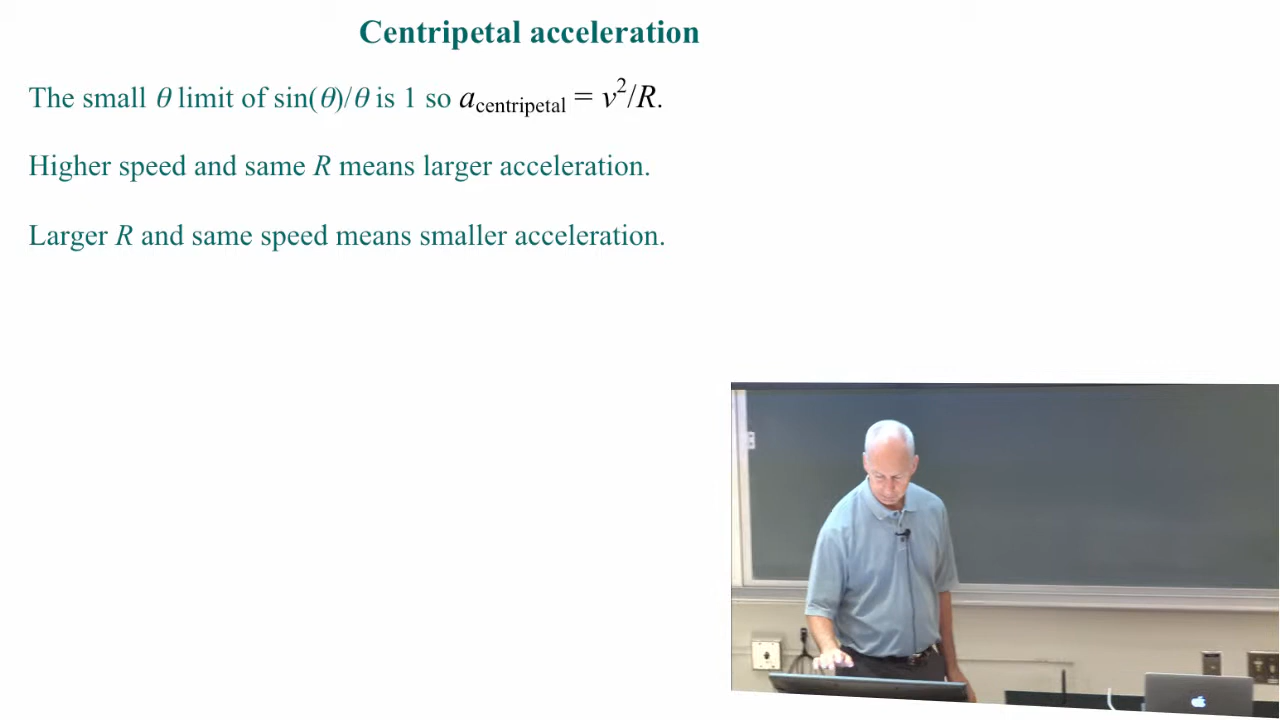 Centripetal acceleration
The small θ limit of sin(θ)/θ is 1 so a_centripetal = v²/R.
Higher speed and same R means larger acceleration.
Larger R and same speed means smaller acceleration.